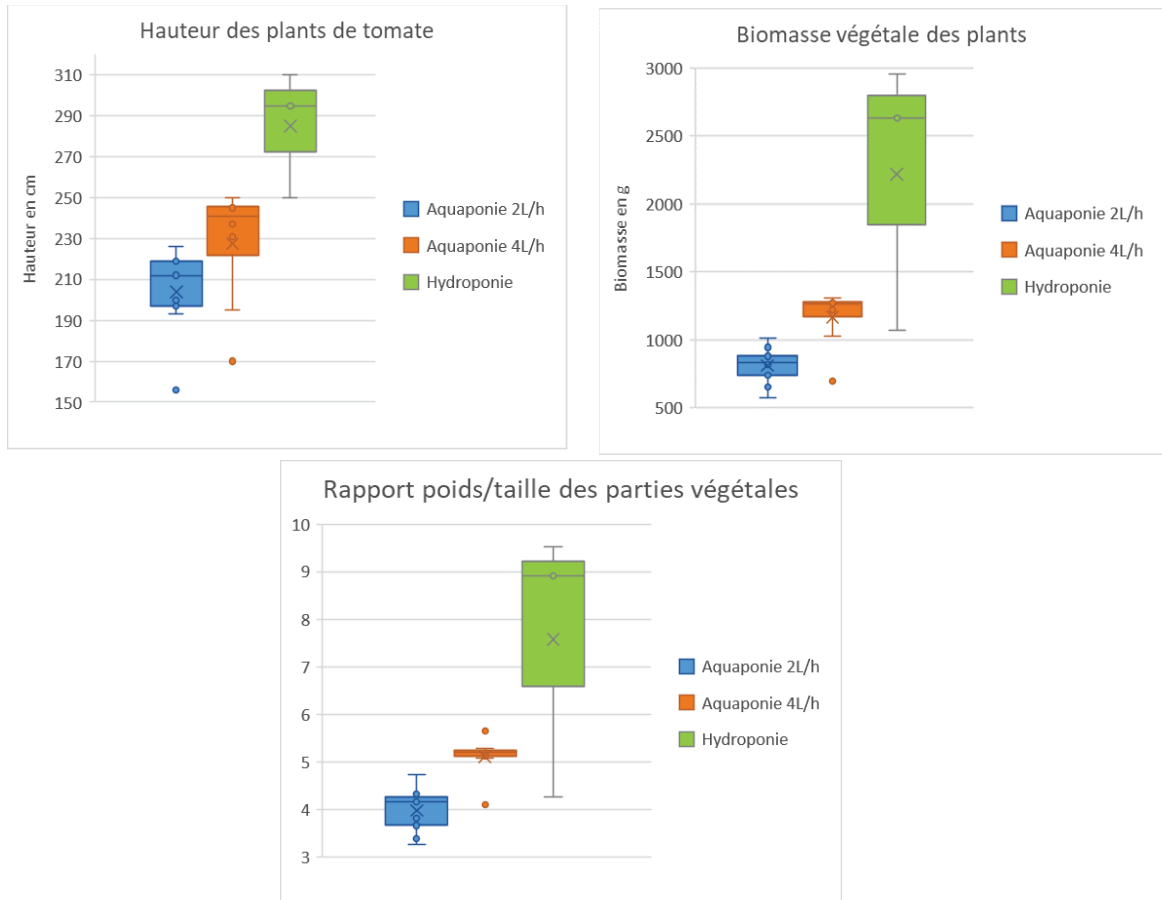 Hauteur des plants de tomate
Hauteur en cm
310
290
270
250
230
210
190
170
150
Aquaponie 2L/h
Aquaponie 4L/h
Hydroponie
Biomasse végétale des plants
Biomasse en g
3000
2500
2000
1500
1000
500
Aquaponie 2L/h
Aquaponie 4L/h
Hydroponie
Rapport poids/taille des parties végétales
10
9
8
7
6
5
4
3
Aquaponie 2L/h
Aquaponie 4L/h
Hydroponie